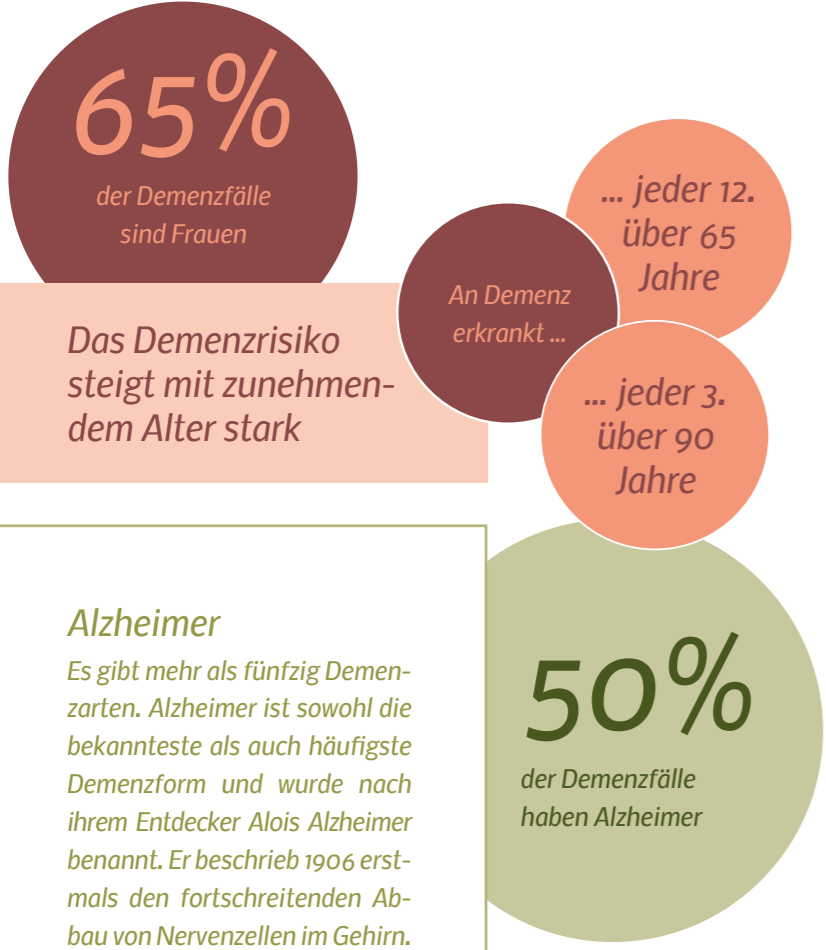 65%
der Demenzfälle
sind Frauen
Das Demenzrisiko
steigt mit zunehmen-
dem Alter stark
An Demenz
erkrankt ...
... jeder 12.
über 65
Jahre
... jeder 3.
über 90
Jahre
Alzheimer
Es gibt mehr als fünfzig Demen-
zarten. Alzheimer ist sowohl die
bekannteste als auch häufigste
Demenzform und wurde nach
ihrem Entdecker Alois Alzheimer
benannt. Er beschrieb 1906 erst-
mals den fortschreitenden Ab-
bau von Nervenzellen im Gehirn.
50%
der Demenzfälle
haben Alzheimer